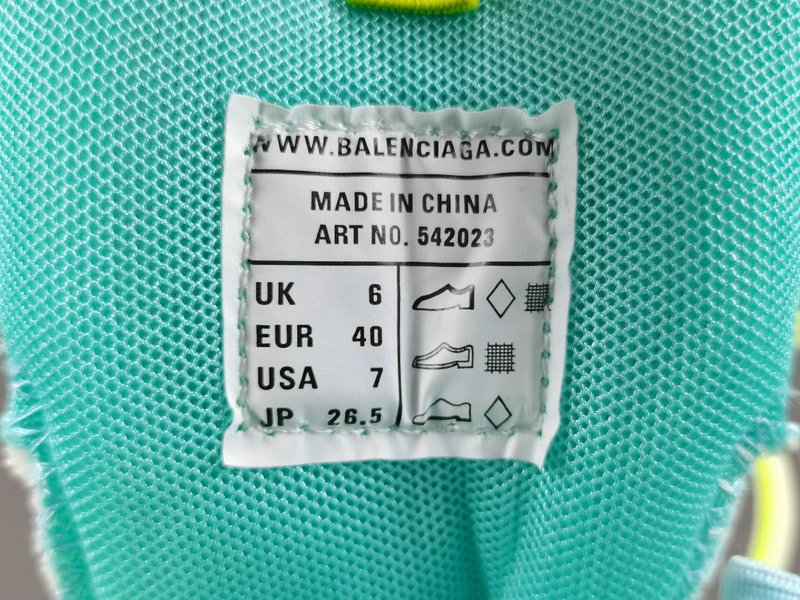 WWW.BALENCIAGA.COM
MADE IN CHINA
ART NO. 542023
UK 6
EUR 40
USA 7
JP 26.5